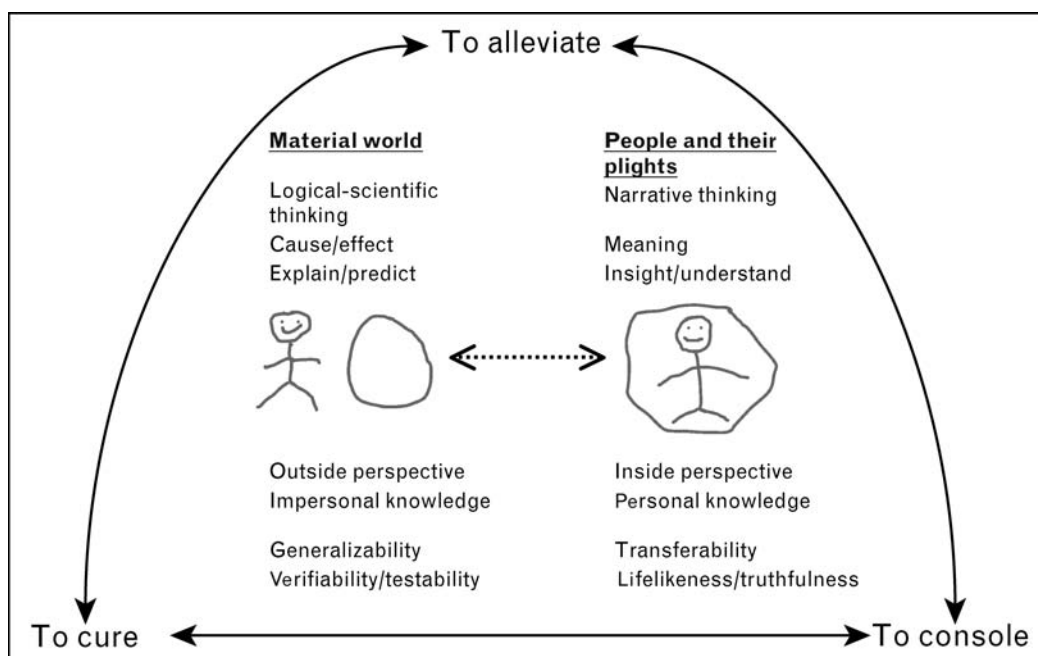 To alleviate
Material world
Logical-scientific
thinking
Cause/effect
Explain/predict
People and their
plights
Narrative thinking
Meaning
Insight/understand
Outside perspective
Impersonal knowledge
Generalizability
Verifiability/testability
Inside perspective
Personal knowledge
Transferability
Lifelikeness/truthfulness
To cure
To console